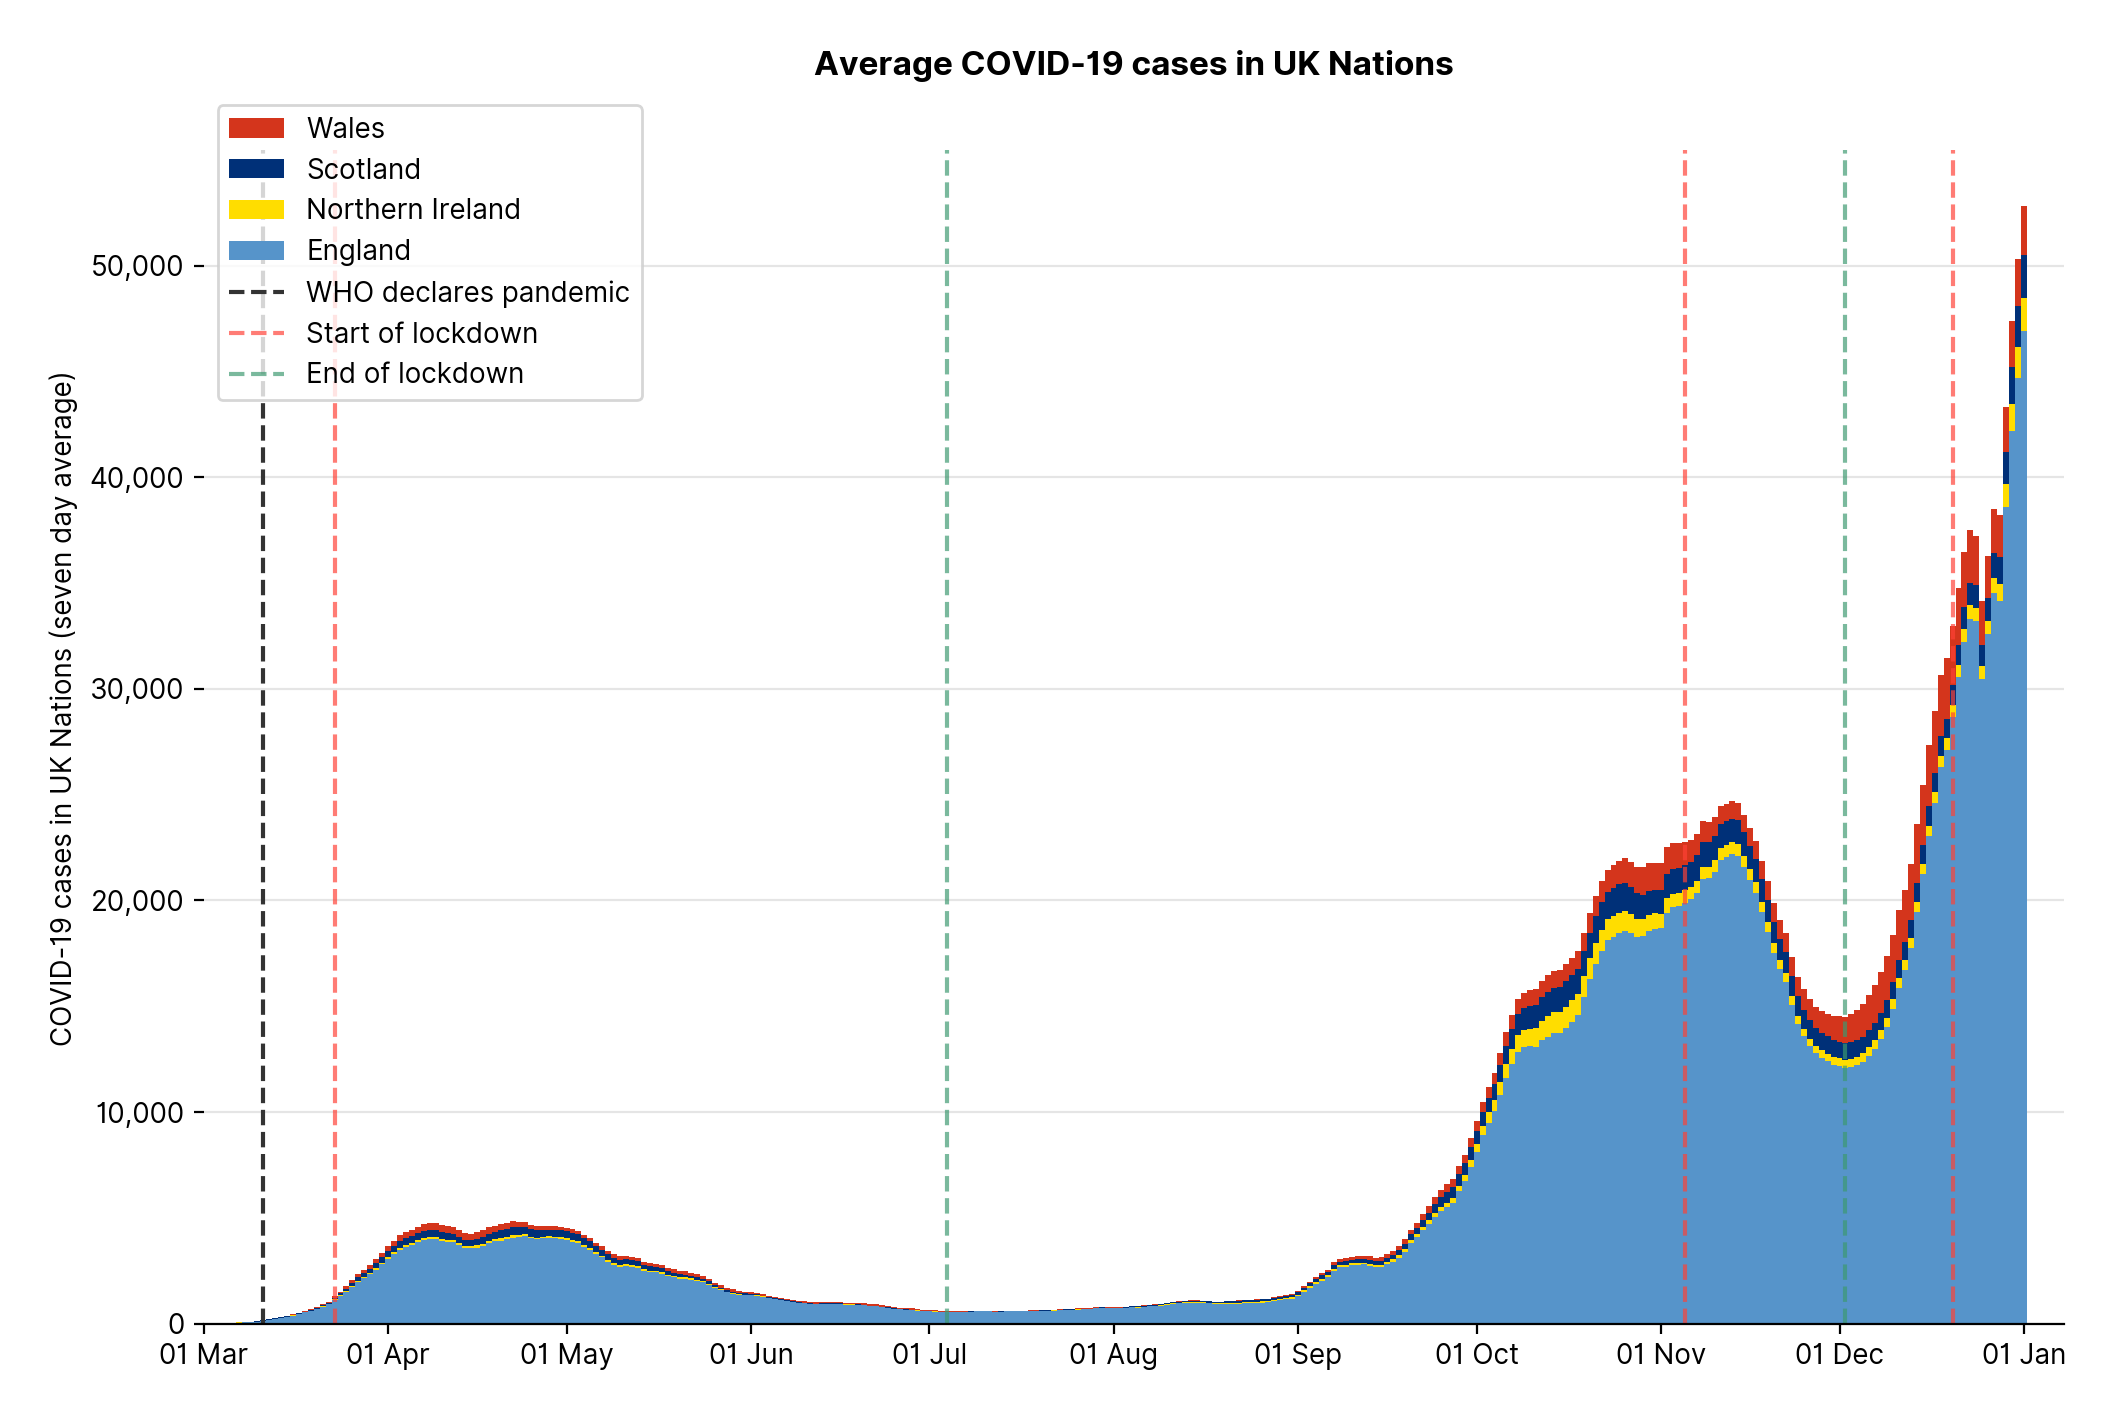 Average COVID-19 cases in UK Nations
Wales
Scotland
Northern Ireland
England
WHO declares pandemic
Start of lockdown
End of lockdown
COVID-19 cases in UK Nations (seven day average)
50,000
40,000
30,000
20,000
10,000
0
01 Mar 01 Apr 01 May 01 Jun 01 Jul 01 Aug 01 Sep 01 Oct 01 Nov 01 Dec 01 Jan